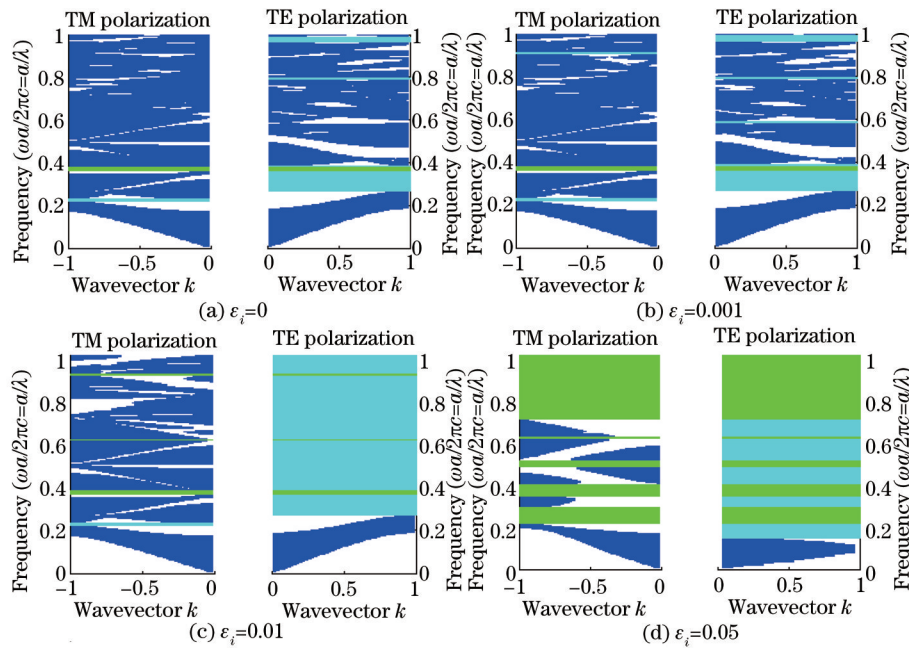 TM polarization
TE polarization
Frequency (ωa/2πc=a/λ)
1
0.8
0.6
0.4
0.2
0
−1
−0.5
0
Wavevector k
0
0.5
1
Wavevector k
1
0.8
0.6
0.4
0.2
0
Frequency (ωa/2πc=a/λ)
(a) εi=0
TM polarization
TE polarization
Frequency (ωa/2πc=a/λ)
1
0.8
0.6
0.4
0.2
0
−1
−0.5
0
Wavevector k
0
0.5
1
Wavevector k
1
0.8
0.6
0.4
0.2
0
Frequency (ωa/2πc=a/λ)
(b) εi=0.001
TM polarization
TE polarization
Frequency (ωa/2πc=a/λ)
1
0.8
0.6
0.4
0.2
0
−1
−0.5
0
Wavevector k
0
0.5
1
Wavevector k
1
0.8
0.6
0.4
0.2
0
Frequency (ωa/2πc=a/λ)
(c) εi=0.01
TM polarization
TE polarization
Frequency (ωa/2πc=a/λ)
1
0.8
0.6
0.4
0.2
0
−1
−0.5
0
Wavevector k
0
0.5
1
Wavevector k
1
0.8
0.6
0.4
0.2
0
Frequency (ωa/2πc=a/λ)
(d) εi=0.05